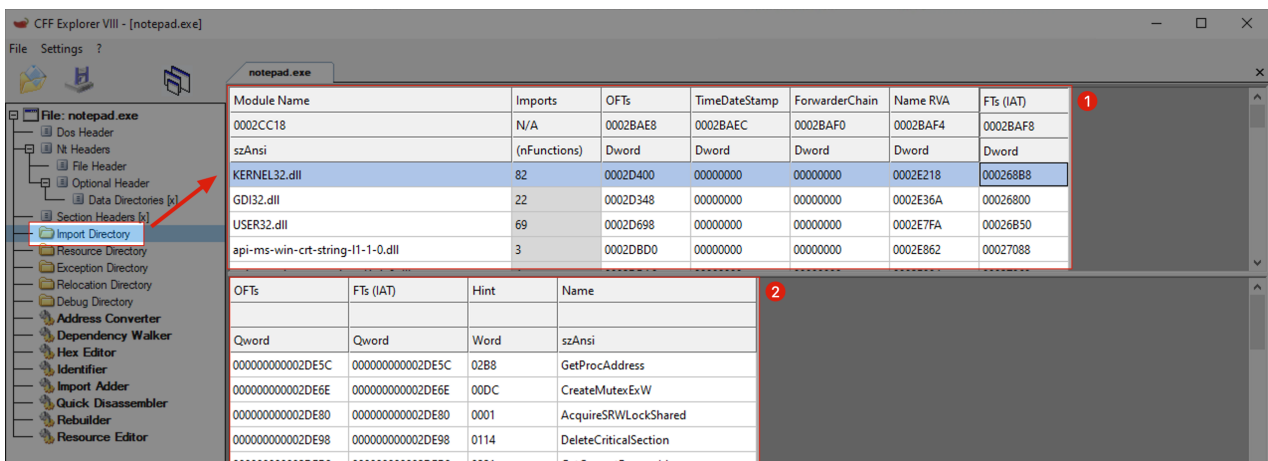 CFF Explorer VIII - [notepad.exe]
File Settings ?
notepad.exe
File: notepad.exe
Dos Header
Nt Headers
File Header
Optional Header
Data Directories [x]
Section Headers [x]
Import Directory
Resource Directory
Exception Directory
Relocation Directory
Debug Directory
Address Converter
Dependency Walker
Hex Editor
Identifier
Import Adder
Quick Disassembler
Rebuilder
Resource Editor
Module Name Imports OFTs TimeDateStamp ForwarderChain Name RVA FTs (IAT)
0002CC18 N/A 0002BAE8 0002BAEC 0002BAF0 0002BAF4 0002BAF8
szAnsi (nFunctions) Dword Dword Dword Dword Dword
KERNEL32.dll 82 0002D400 00000000 00000000 0002E218 000268B8
GDI32.dll 22 0002D348 00000000 00000000 0002E36A 00026800
USER32.dll 69 0002D698 00000000 00000000 0002E7FA 00026B50
api-ms-win-crt-string-l1-1-0.dll 3 0002DBD0 00000000 00000000 0002E862 00027088
1
OFTs FTs (IAT) Hint Name
Qword Qword Word szAnsi
000000000002DE5C 000000000002DE5C 02B8 GetProcAddress
000000000002DE6E 000000000002DE6E 00DC CreateMutexExW
000000000002DE80 000000000002DE80 0001 AcquireSRWLockShared
000000000002DE98 000000000002DE98 0114 DeleteCriticalSection
2